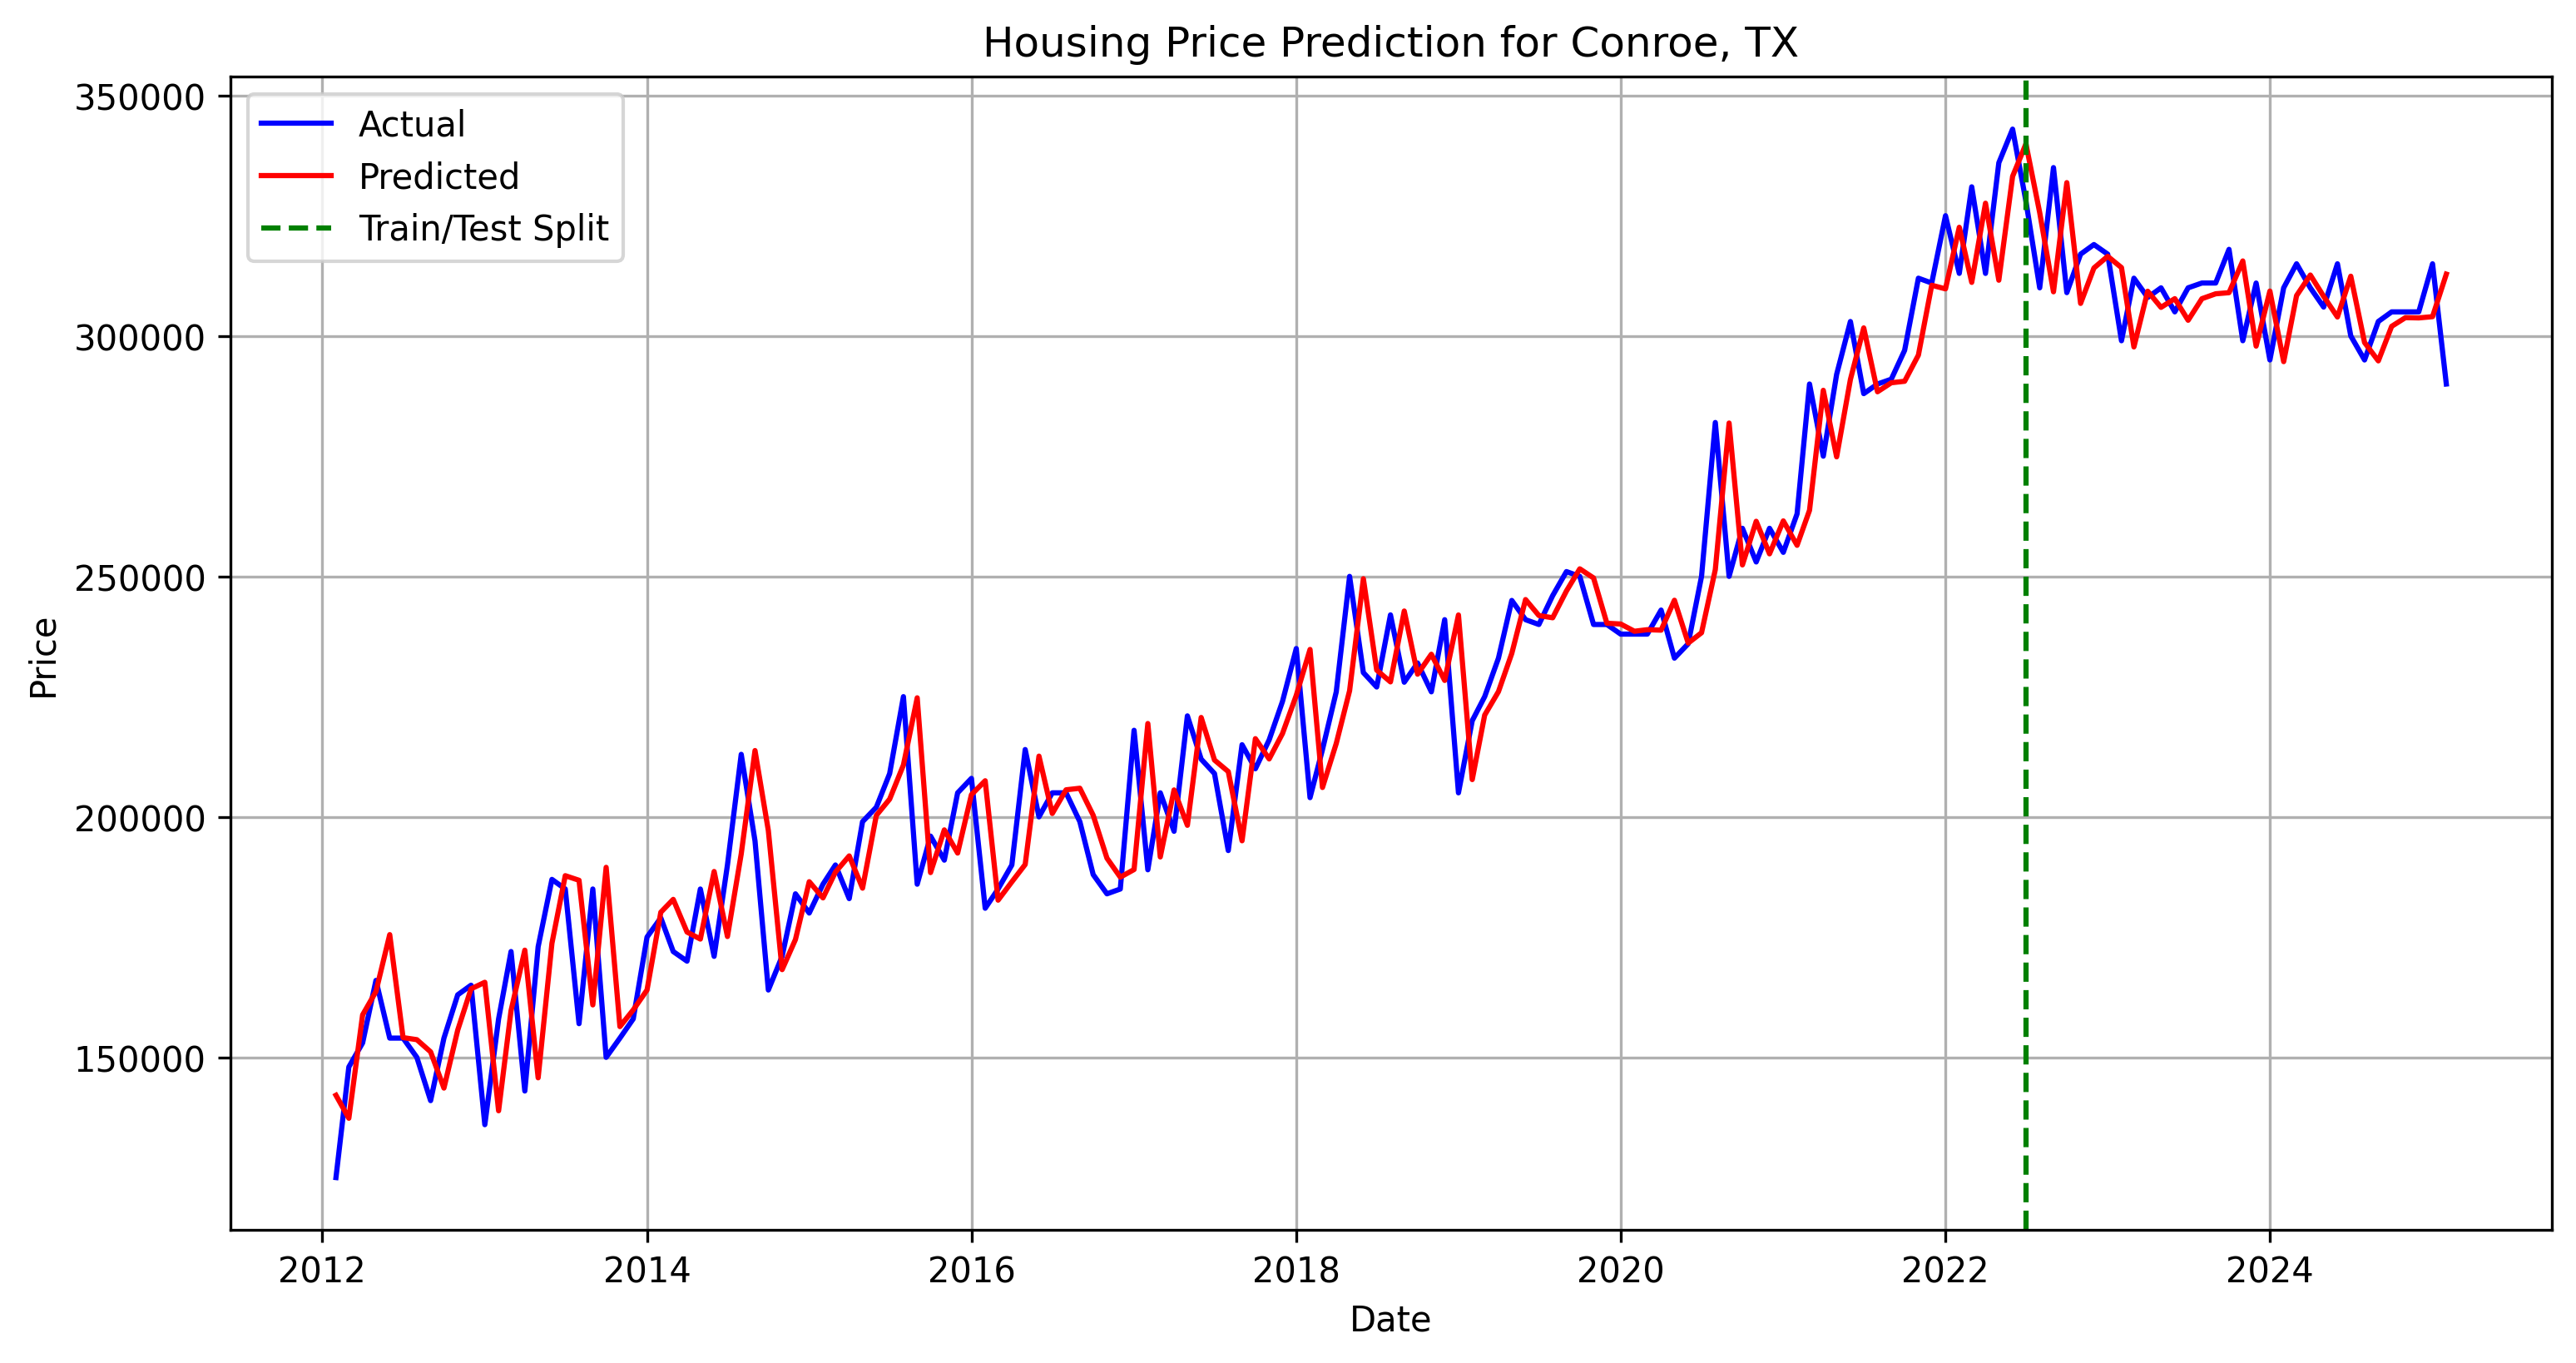 Housing Price Prediction for Conroe, TX
350000
300000
250000
200000
150000
Price
Actual
Predicted
Train/Test Split
2012
2014
2016
2018
2020
2022
2024
Date